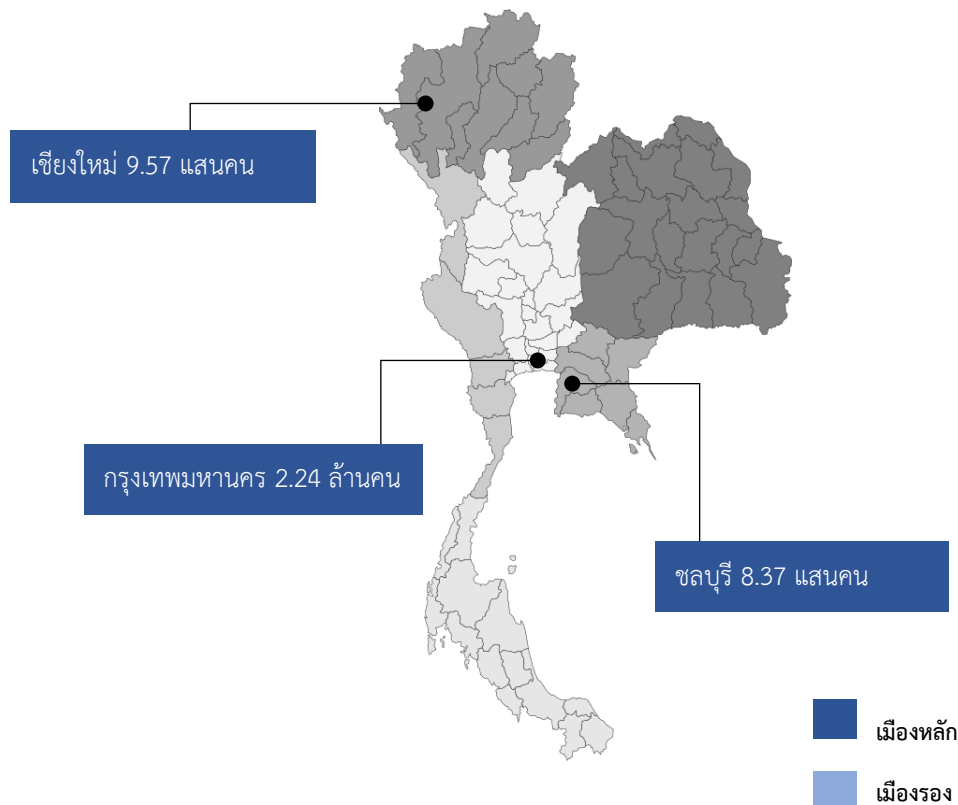 เชียงใหม่ 9.57 แสนคน
กรุงเทพมหานคร 2.24 ล้านคน
ชลบุรี 8.37 แสนคน
เมืองหลัก
เมืองรอง